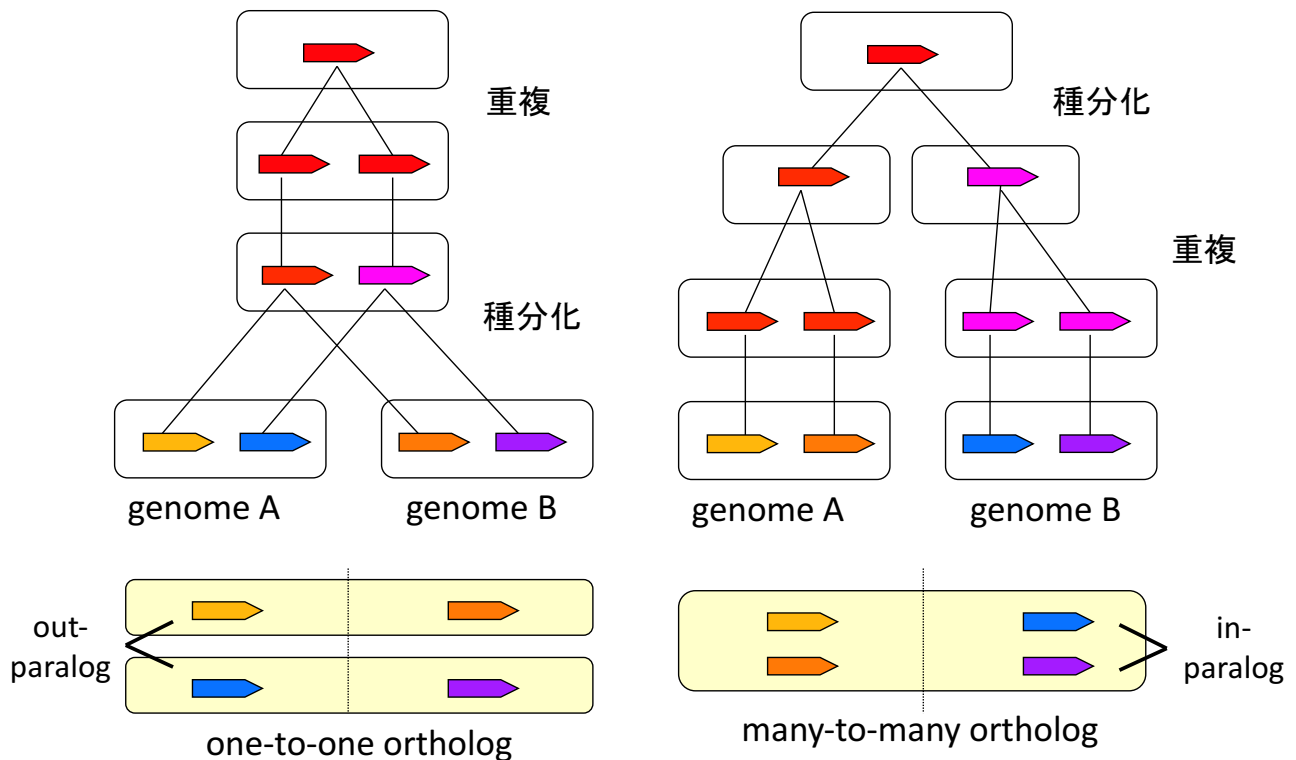 重複
種分化
genome A
genome B
out-
paralog
one-to-one ortholog
種分化
重複
genome A
genome B
in-
paralog
many-to-many ortholog